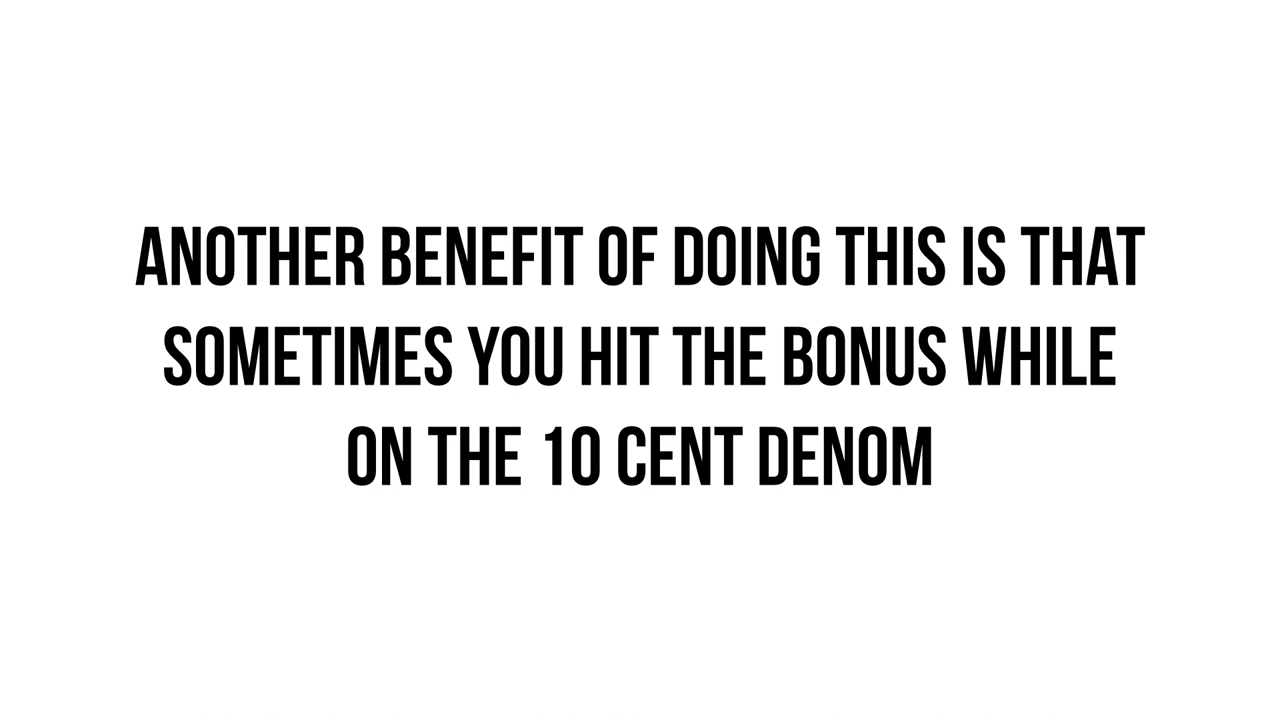 ANOTHER BENEFIT OF DOING THIS IS THAT
SOMETIMES YOU HIT THE BONUS WHILE
ON THE 10 CENT DENOM